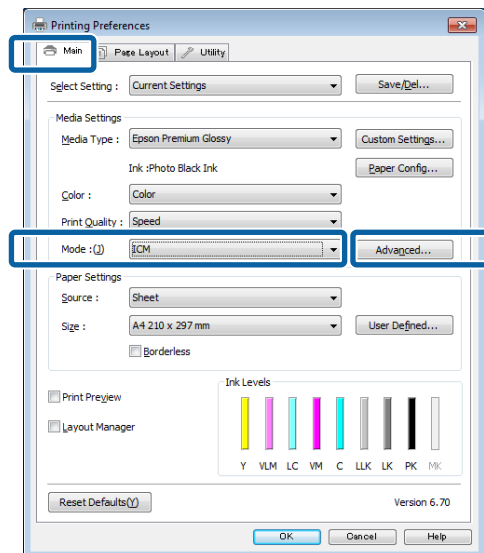 Printing Preferences
Main Page Layout Utility
Select Setting : Current Settings Save/Del...
Media Settings
Media Type : Epson Premium Glossy Custom Settings...
Ink :Photo Black Ink Paper Config...
Color : Color
Print Quality : Speed
Mode :(J) ICM Advanced...
Paper Settings
Source : Sheet
Size : A4 210 x 297 mm User Defined...
Borderless
Ink Levels
Print Preview
Layout Manager
Y VLM LC VM C LLK LK PK MK
Reset Defaults(Y) Version 6.70
OK Cancel Help